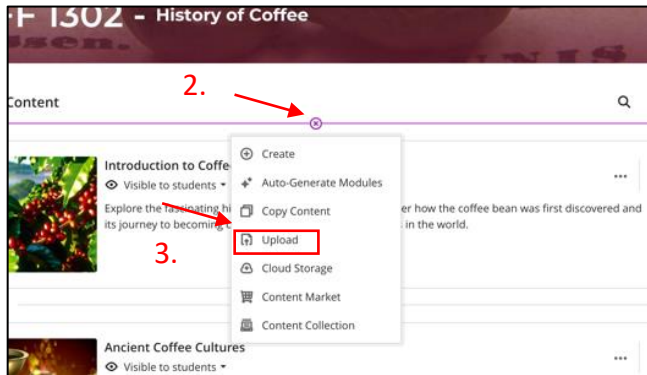 -F 1302 - History of Coffee
2.
Content
Introduction to Coffe
Visible to students
Explore the fascinating hi
er how the coffee bean was first discovered and
its journey to becoming
s in the world.
Create
Auto-Generate Modules
Copy Content
3.
Upload
Cloud Storage
Content Market
Content Collection
Ancient Coffee Cultures
Visible to students